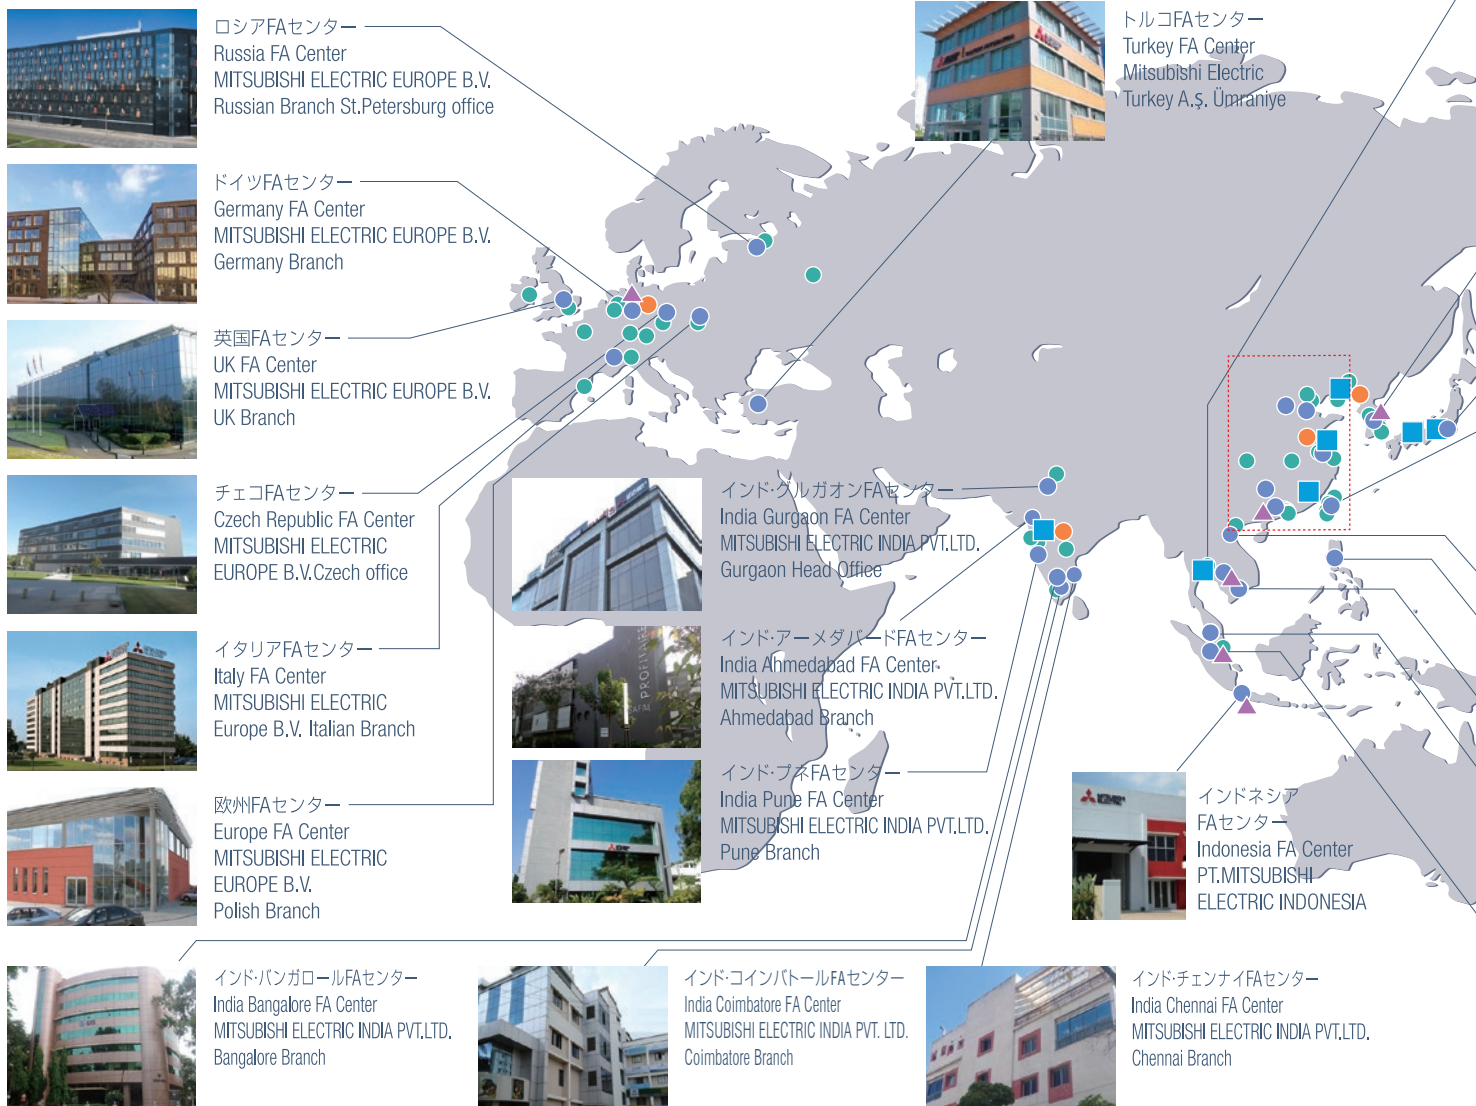 ロシアFAセンター
Russia FA Center
MITSUBISHI ELECTRIC EUROPE B.V.
Russian Branch St.Petersburg office
トルコFAセンター
Turkey FA Center
Mitsubishi Electric
Turkey A.Ş. Ümraniye
ドイツFAセンター
Germany FA Center
MITSUBISHI ELECTRIC EUROPE B.V.
Germany Branch
英国FAセンター
UK FA Center
MITSUBISHI ELECTRIC EUROPE B.V.
UK Branch
チェコFAセンター
Czech Republic FA Center
MITSUBISHI ELECTRIC
EUROPE B.V.Czech office
イタリアFAセンター
Italy FA Center
MITSUBISHI ELECTRIC
Europe B.V. Italian Branch
欧州FAセンター
Europe FA Center
MITSUBISHI ELECTRIC
EUROPE B.V.
Polish Branch
インド・グルガオンFAセンター
India Gurgaon FA Center
MITSUBISHI ELECTRIC INDIA PVT.LTD.
Gurgaon Head Office
PROFITAIRE
インド・アーメダバードFAセンター
India Ahmedabad FA Center
MITSUBISHI ELECTRIC INDIA PVT.LTD.
Ahmedabad Branch
インド・プネFAセンター
India Pune FA Center
MITSUBISHI ELECTRIC INDIA PVT.LTD.
Pune Branch
インドネシア
FAセンター
Indonesia FA Center
PT.MITSUBISHI
ELECTRIC INDONESIA
インド・バンガロールFAセンター
India Bangalore FA Center
MITSUBISHI ELECTRIC INDIA PVT.LTD.
Bangalore Branch
インド・コインバトールFAセンター
India Coimbatore FA Center
MITSUBISHI ELECTRIC INDIA PVT. LTD.
Coimbatore Branch
インド・チェンナイFAセンター
India Chennai FA Center
MITSUBISHI ELECTRIC INDIA PVT.LTD.
Chennai Branch